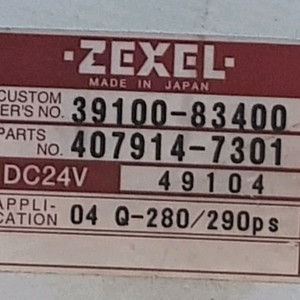 ·ZEXEL·
MADE IN JAPAN
CUSTOM
ER'S NO. 39100-83400
PARTS
NO. 407914-7301
DC24V 49104
APPLI-
CATION 04 Q-280/290ps